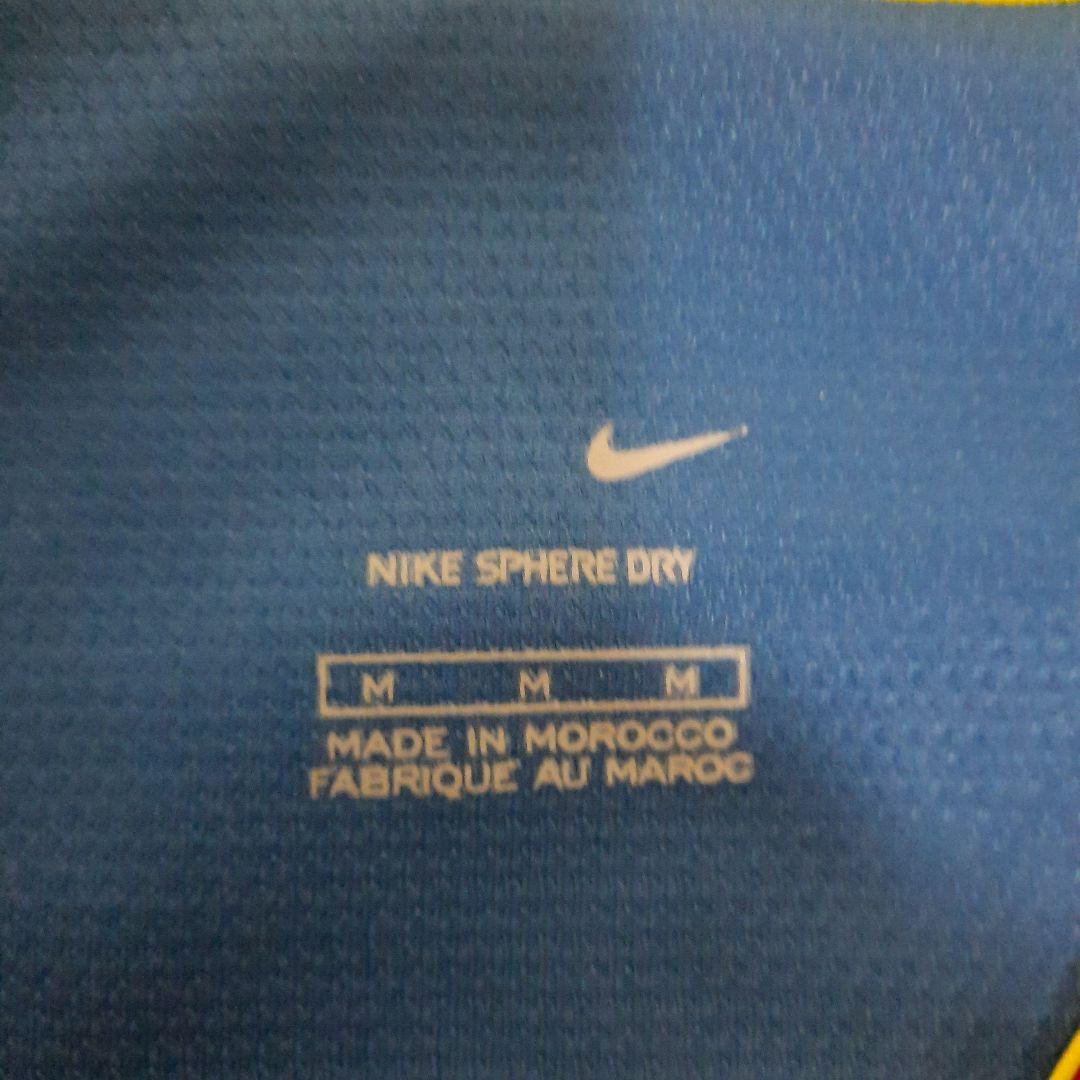 NIKE SPHERE DRY
M M M
MADE IN MOROCCO
FABRIQUE AU MAROC